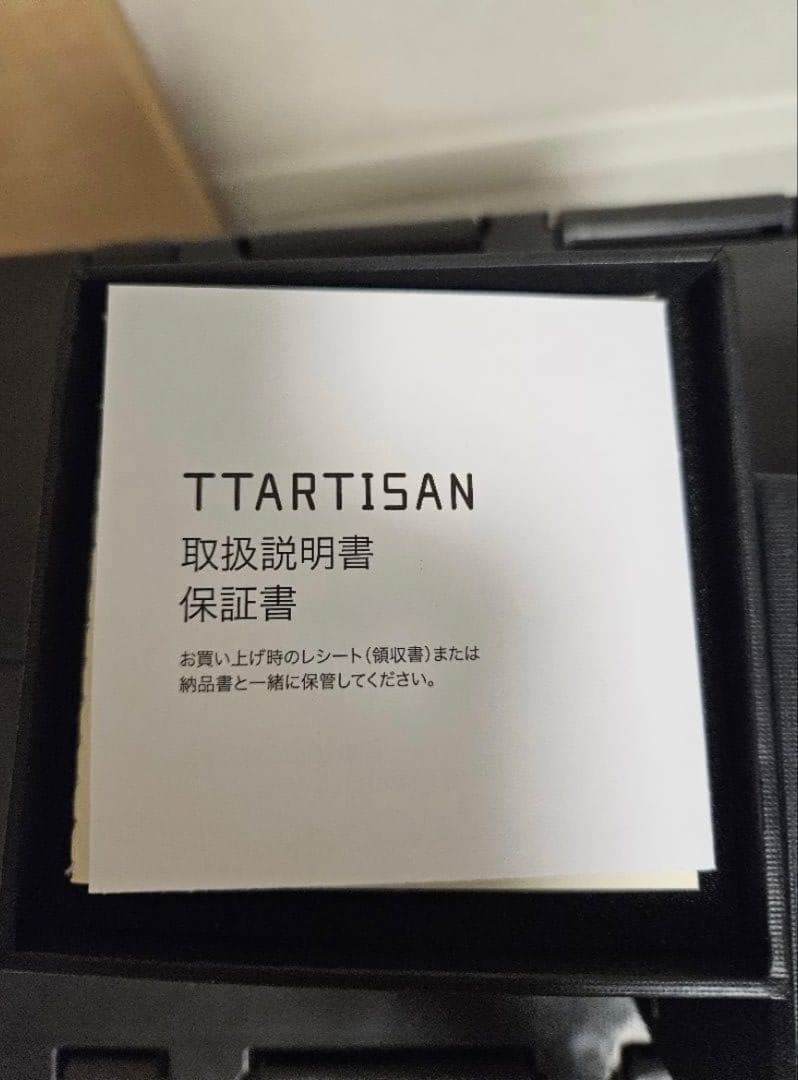 TTARTISAN
取扱説明書
保証書
お買い上げ時のレシート(領収書)または
納品書と一緒に保管してください。